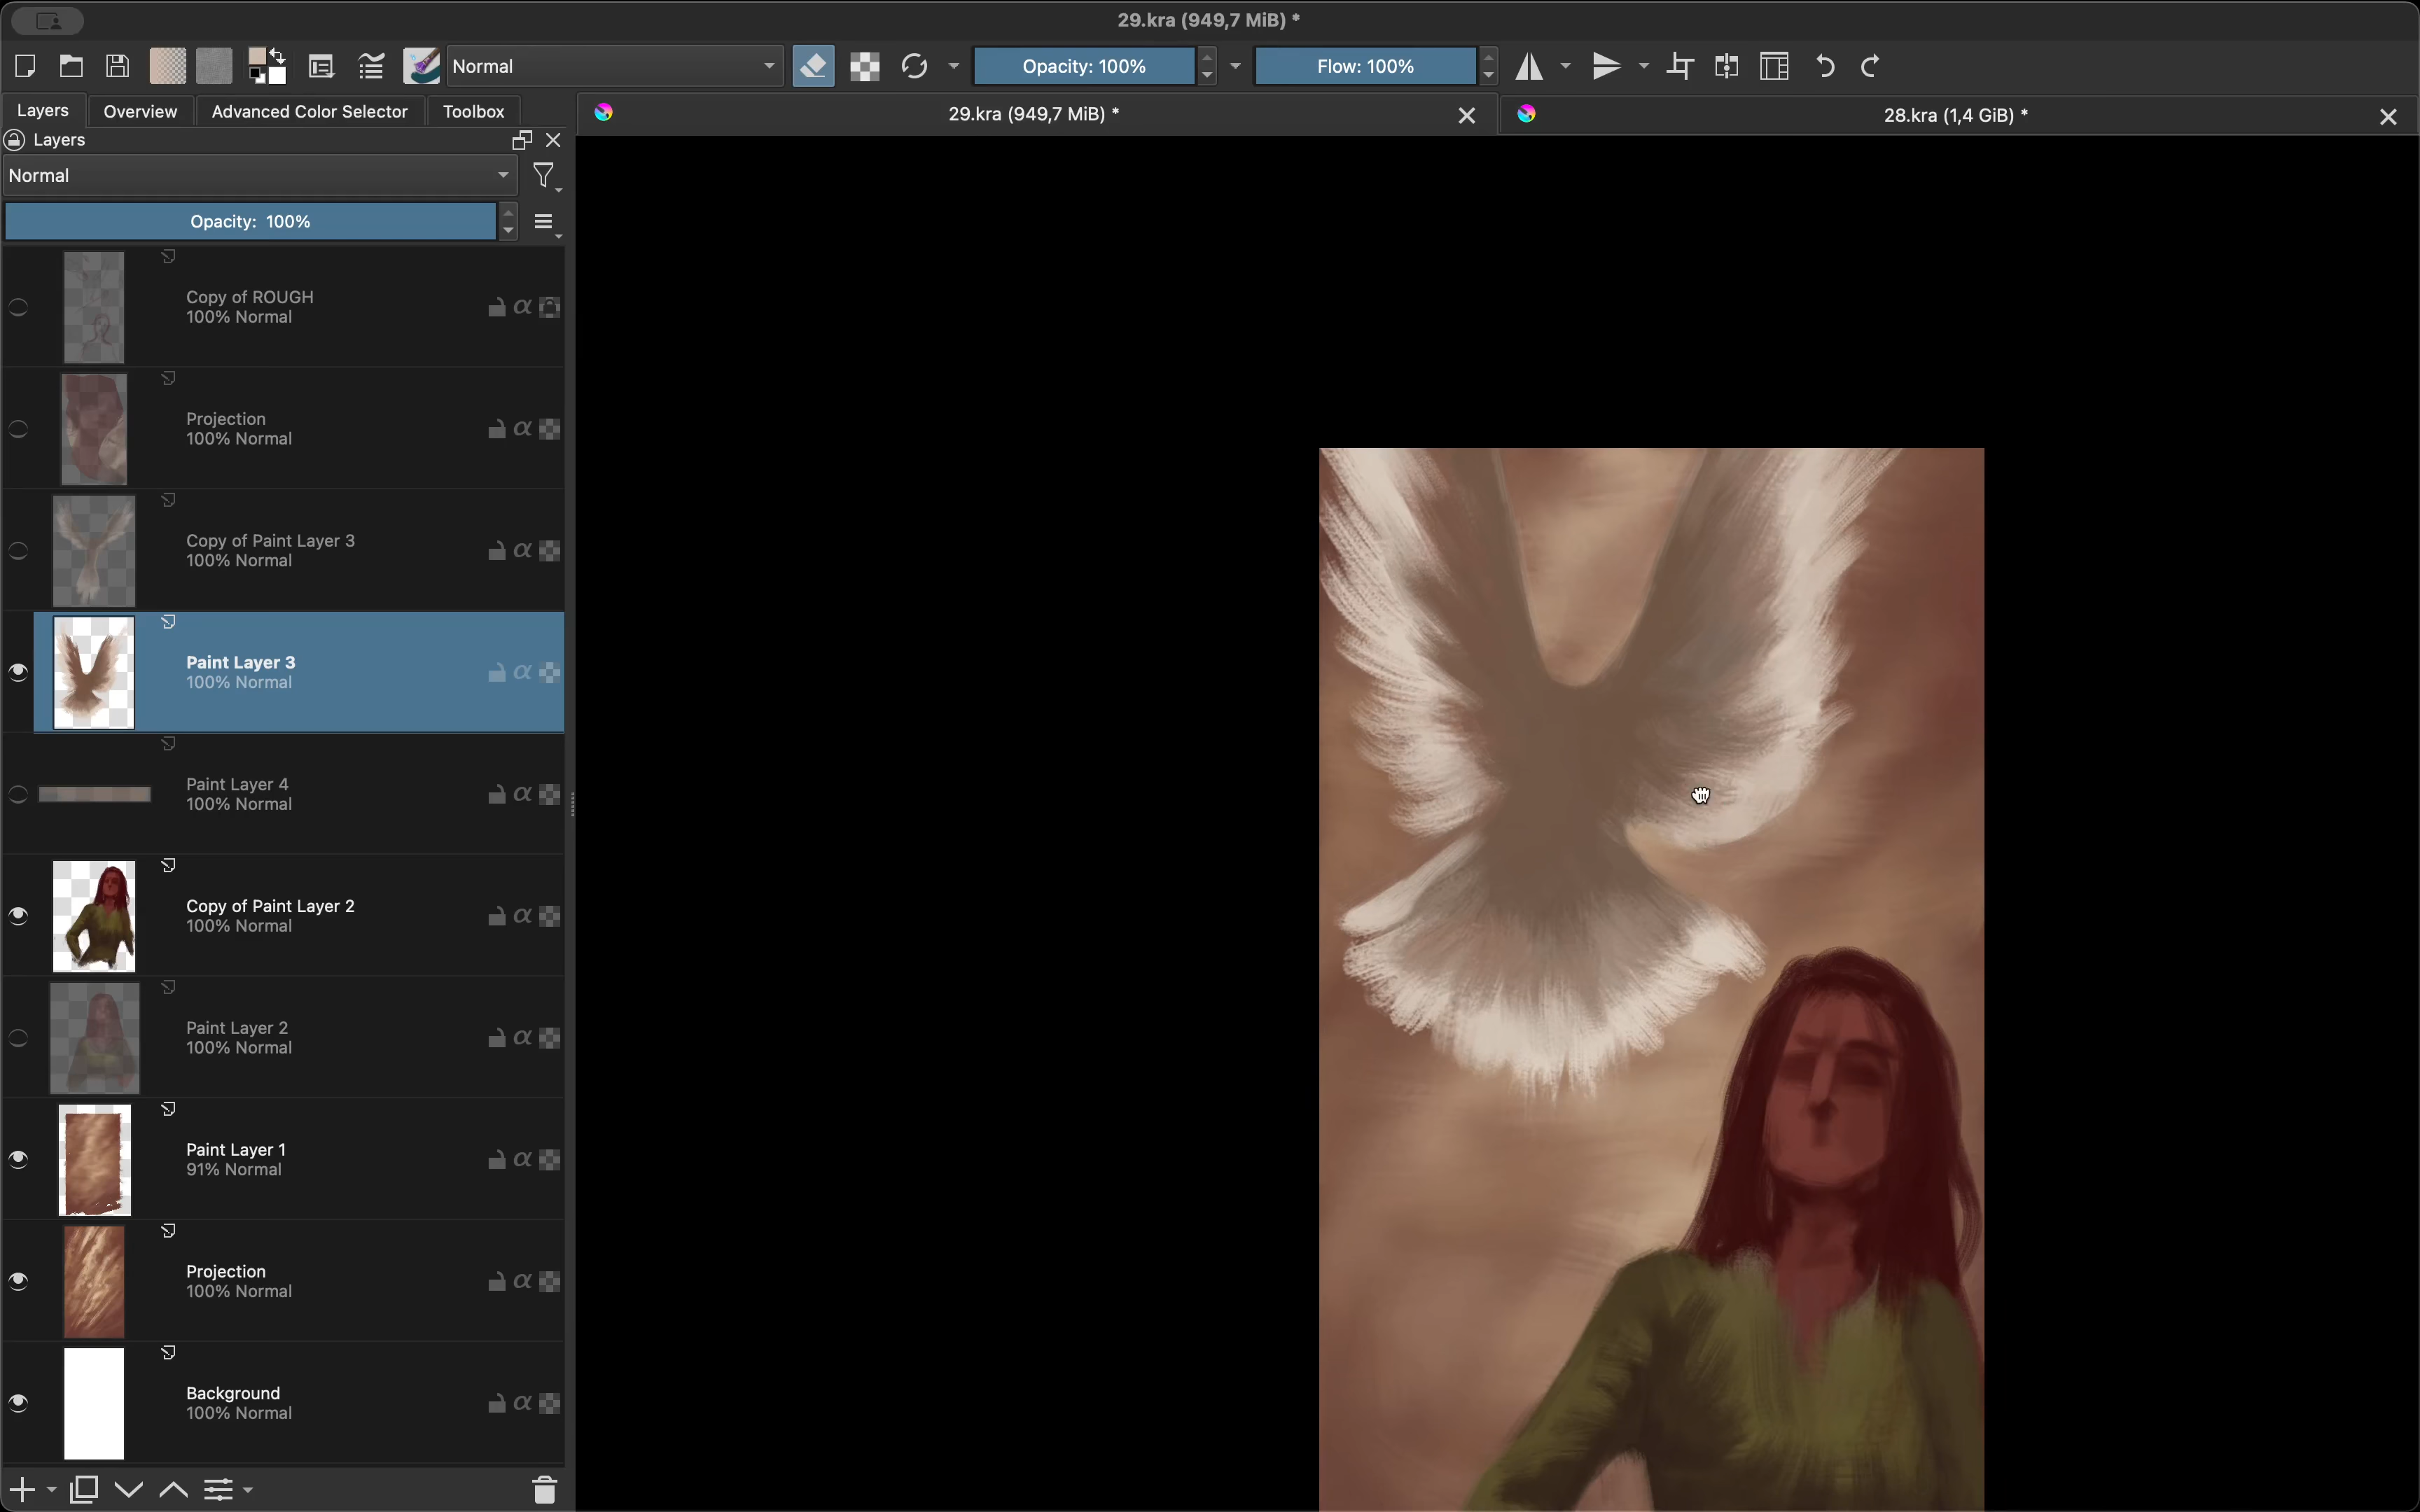 29.kra (949,7 MiB) *
Normal
Opacity: 100%
Flow: 100%
Layers
Overview
Advanced Color Selector
Toolbox
29.kra (949,7 MiB) *
28.kra (1,4 GiB) *
Layers
Normal
Opacity: 100%
Copy of ROUGH
100% Normal
Projection
100% Normal
Copy of Paint Layer 3
100% Normal
Paint Layer 3
100% Normal
Paint Layer 4
100% Normal
Copy of Paint Layer 2
100% Normal
Paint Layer 2
100% Normal
Paint Layer 1
91% Normal
Projection
100% Normal
Background
100% Normal